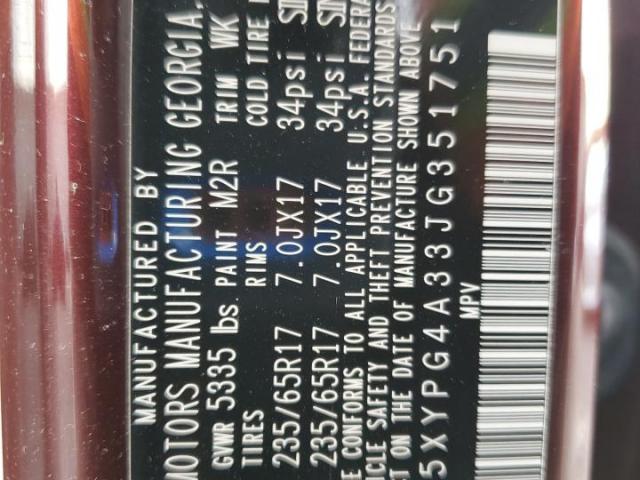 MANUFACTURED BY
MOTORS MANUFACTURING GEORGIA,
GVWR 5335 lbs. PAINT M2R TRIM WK
TIRES RIMS COLD TIRE
235/65R17 7.0JX17 34psi
235/65R17 7.0JX17 34psi
CONFORMS TO ALL APPLICABLE U.S.A. FEDERA
ICLE SAFETY AND THEFT PREVENTION STANDARDS
ON THE DATE OF MANUFACTURE SHOWN ABOVE
5XYPG4A33JG351751
MPV